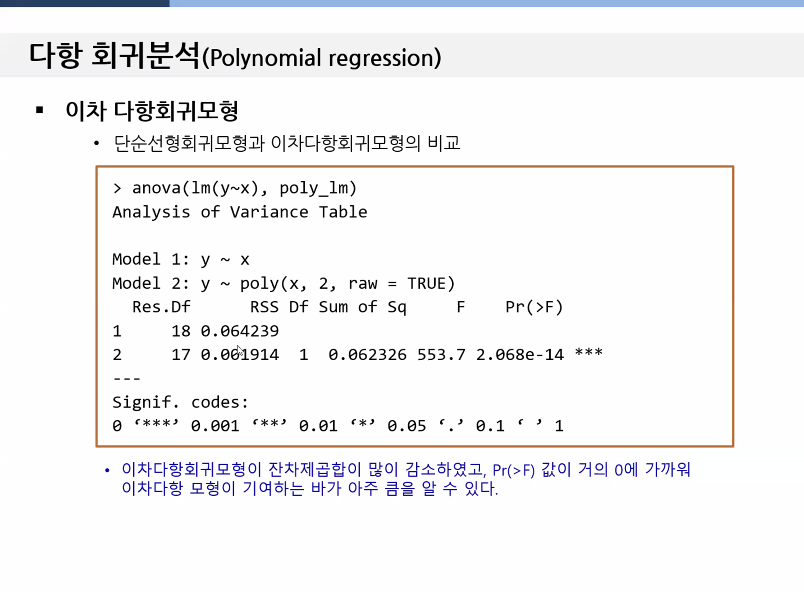 다항 회귀분석(Polynomial regression)
▪ 이차 다항회귀모형
• 단순선형회귀모형과 이차다항회귀모형의 비교
> anova(lm(y~x), poly_lm)
Analysis of Variance Table
Model 1: y ~ x
Model 2: y ~ poly(x, 2, raw = TRUE)
Res.Df RSS Df Sum of Sq F Pr(>F)
1 18 0.064239
2 17 0.001914 1 0.062326 553.7 2.068e-14 ***
---
Signif. codes:
0 ‘***’ 0.001 ‘**’ 0.01 ‘*’ 0.05 ‘.’ 0.1 ‘ ’ 1
• 이차다항회귀모형이 잔차제곱합이 많이 감소하였고, Pr(>F) 값이 거의 0에 가까워
이차다항 모형이 기여하는 바가 아주 큼을 알 수 있다.